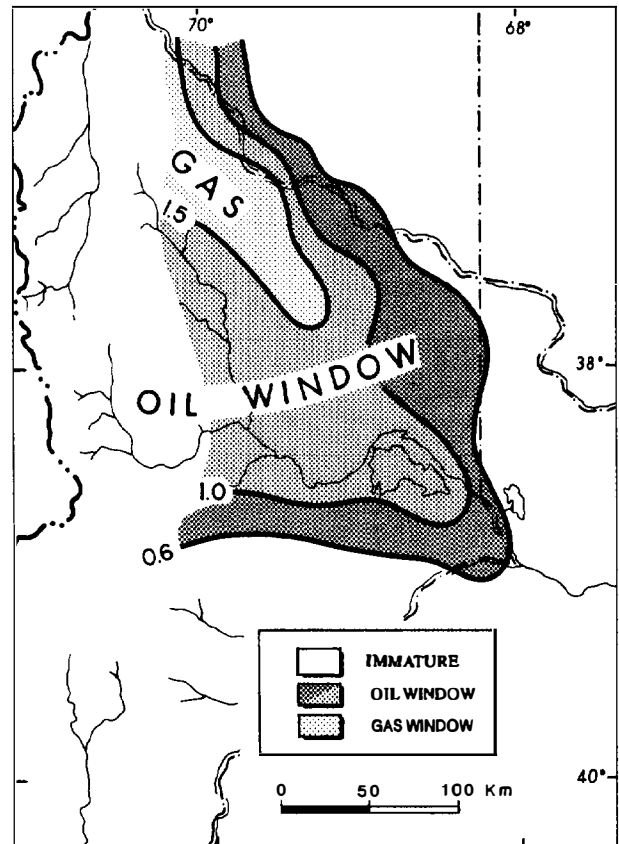 70° 68°
GAS
1.5
38°
OIL WINDOW
1.0
0.6
IMMATURE
OIL WINDOW
GAS WINDOW
40°
0 50 100 Km